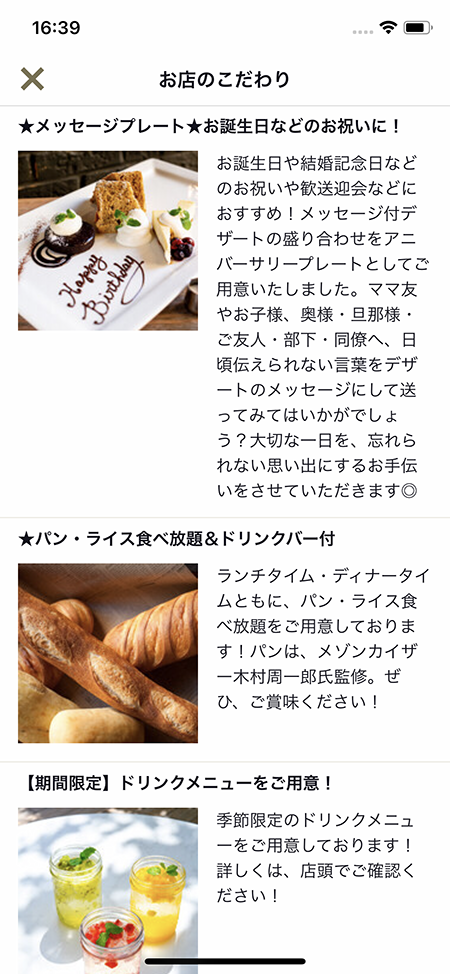 16:39
お店のこだわり
★メッセージプレート★お誕生日などのお祝いに！
Happy
Birthday
お誕生日や結婚記念日など
のお祝いや歓送迎会などに
おすすめ！メッセージ付デ
ザートの盛り合わせをアニ
バーサリープレートとしてご
用意いたしました。ママ友
やお子様、奥様・旦那様・
ご友人・部下・同僚へ、日
頃伝えられない言葉をデザ
ートのメッセージにして送
ってみてはいかがでしょ
う？大切な一日を、忘れら
れない思い出にするお手伝
いをさせていただきます◎
★パン・ライス食べ放題＆ドリンクバー付
ランチタイム・ディナータイ
ムともに、パン・ライス食
べ放題をご用意しておりま
す！パンは、メゾンカイザ
ー木村周一郎氏監修。ぜ
ひ、ご賞味ください！
【期間限定】ドリンクメニューをご用意！
季節限定のドリンクメニュ
ーをご用意しております！
詳しくは、店頭でご確認く
ださい！